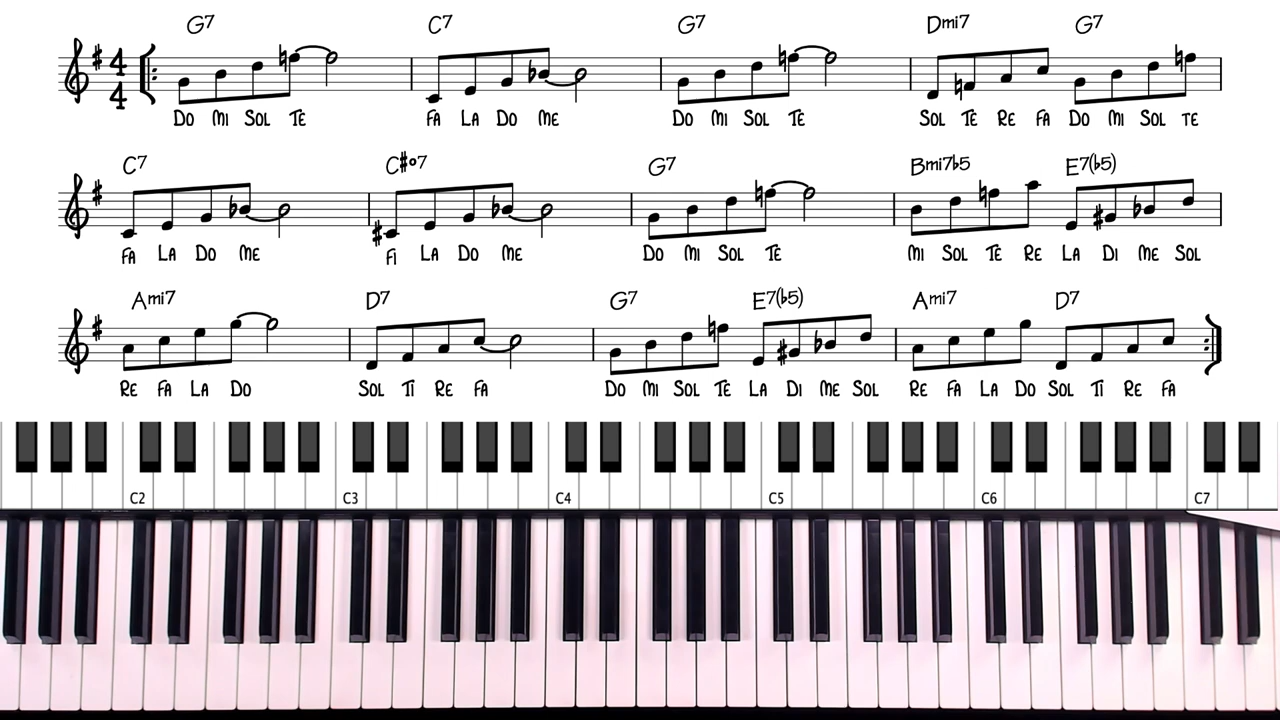 G7 C7 G7 Dmi7 G7
4
4
DO MI SOL TE FA LA DO ME DO MI SOL TE SOL TE RE FA DO MI SOL TE
C7 C#o7 G7 Bmi7b5 E7(b5)
FA LA DO ME FI LA DO ME DO MI SOL TE MI SOL TE RE LA DI ME SOL
Ami7 D7 G7 E7(b5) Ami7 D7
RE FA LA DO SOL TI RE FA DO MI SOL TE LA DI ME SOL RE FA LA DO SOL TI RE FA
C2 C3 C4 C5 C6 C7